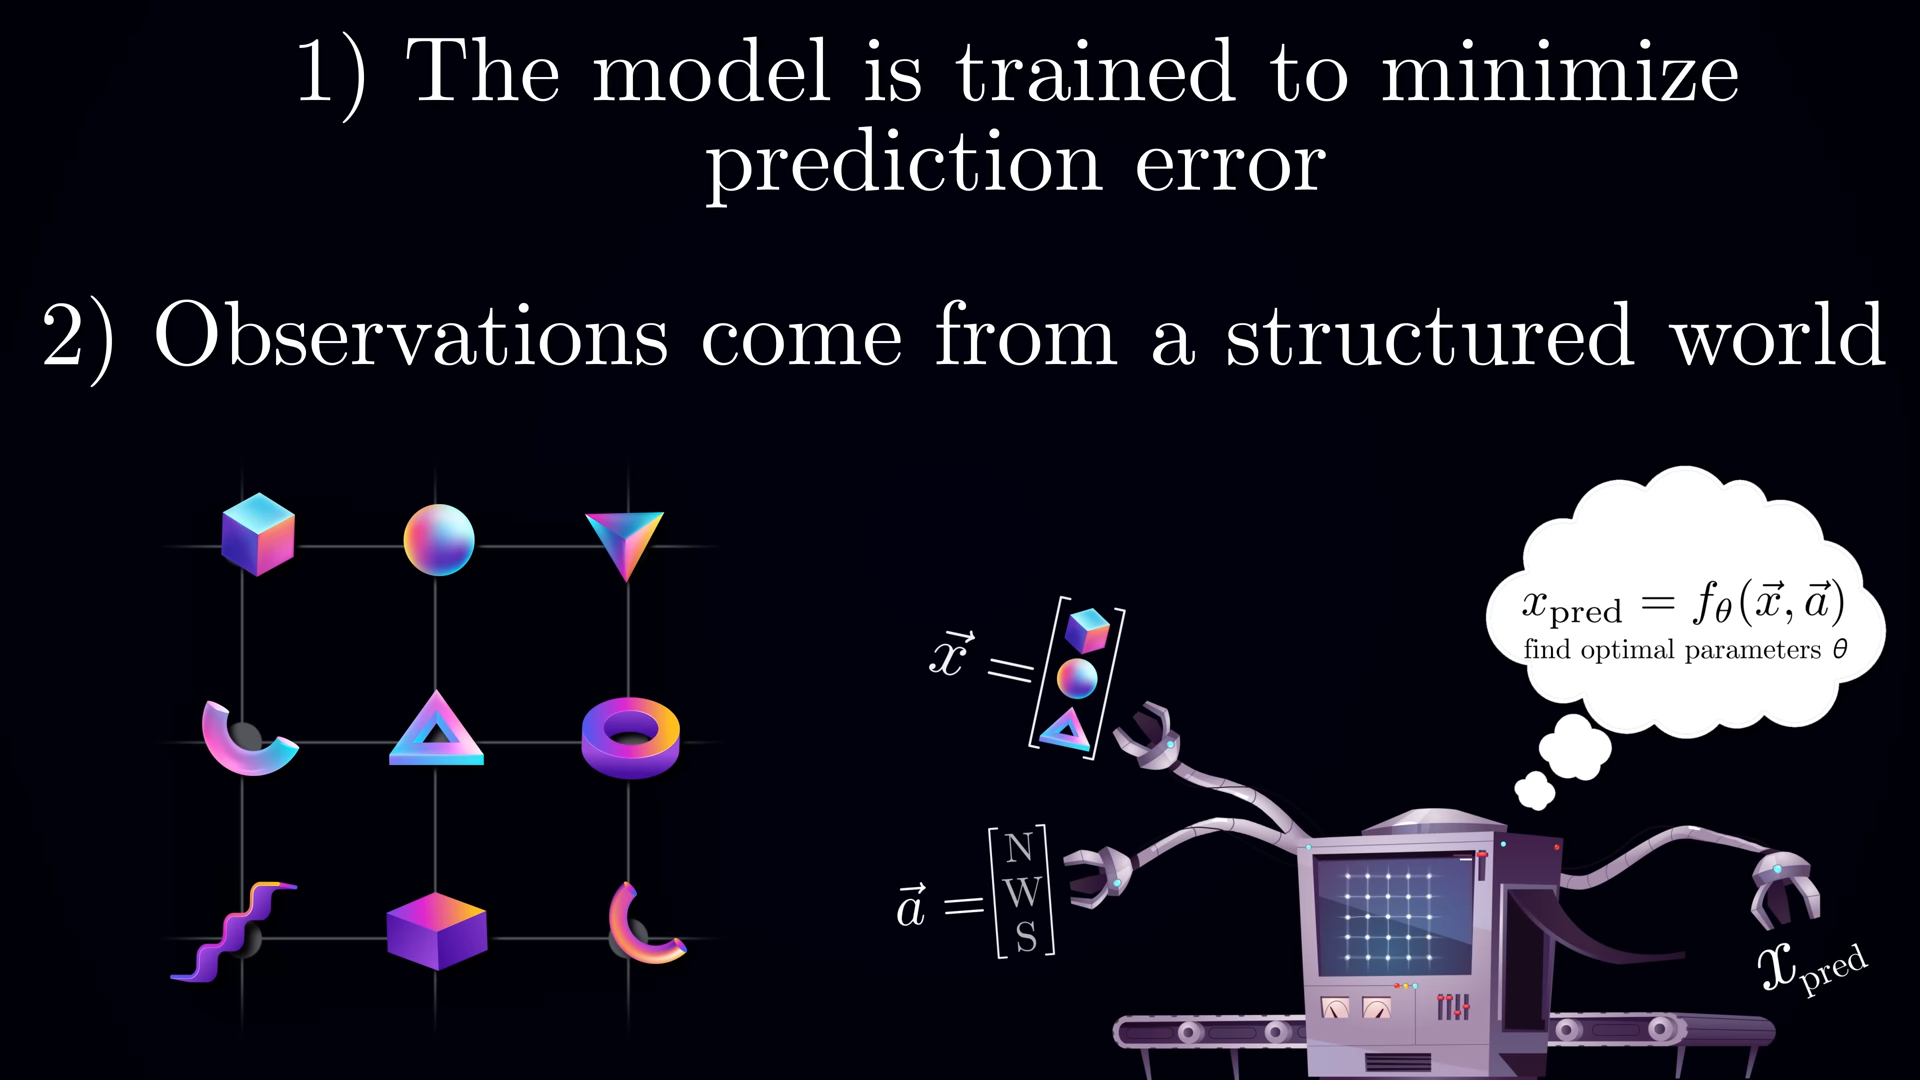 1) The model is trained to minimize
prediction error
2) Observations come from a structured world
x⃗ =
a⃗ =
N
W
S
x_pred = f_θ(x⃗, a⃗)
find optimal parameters θ
x_pred